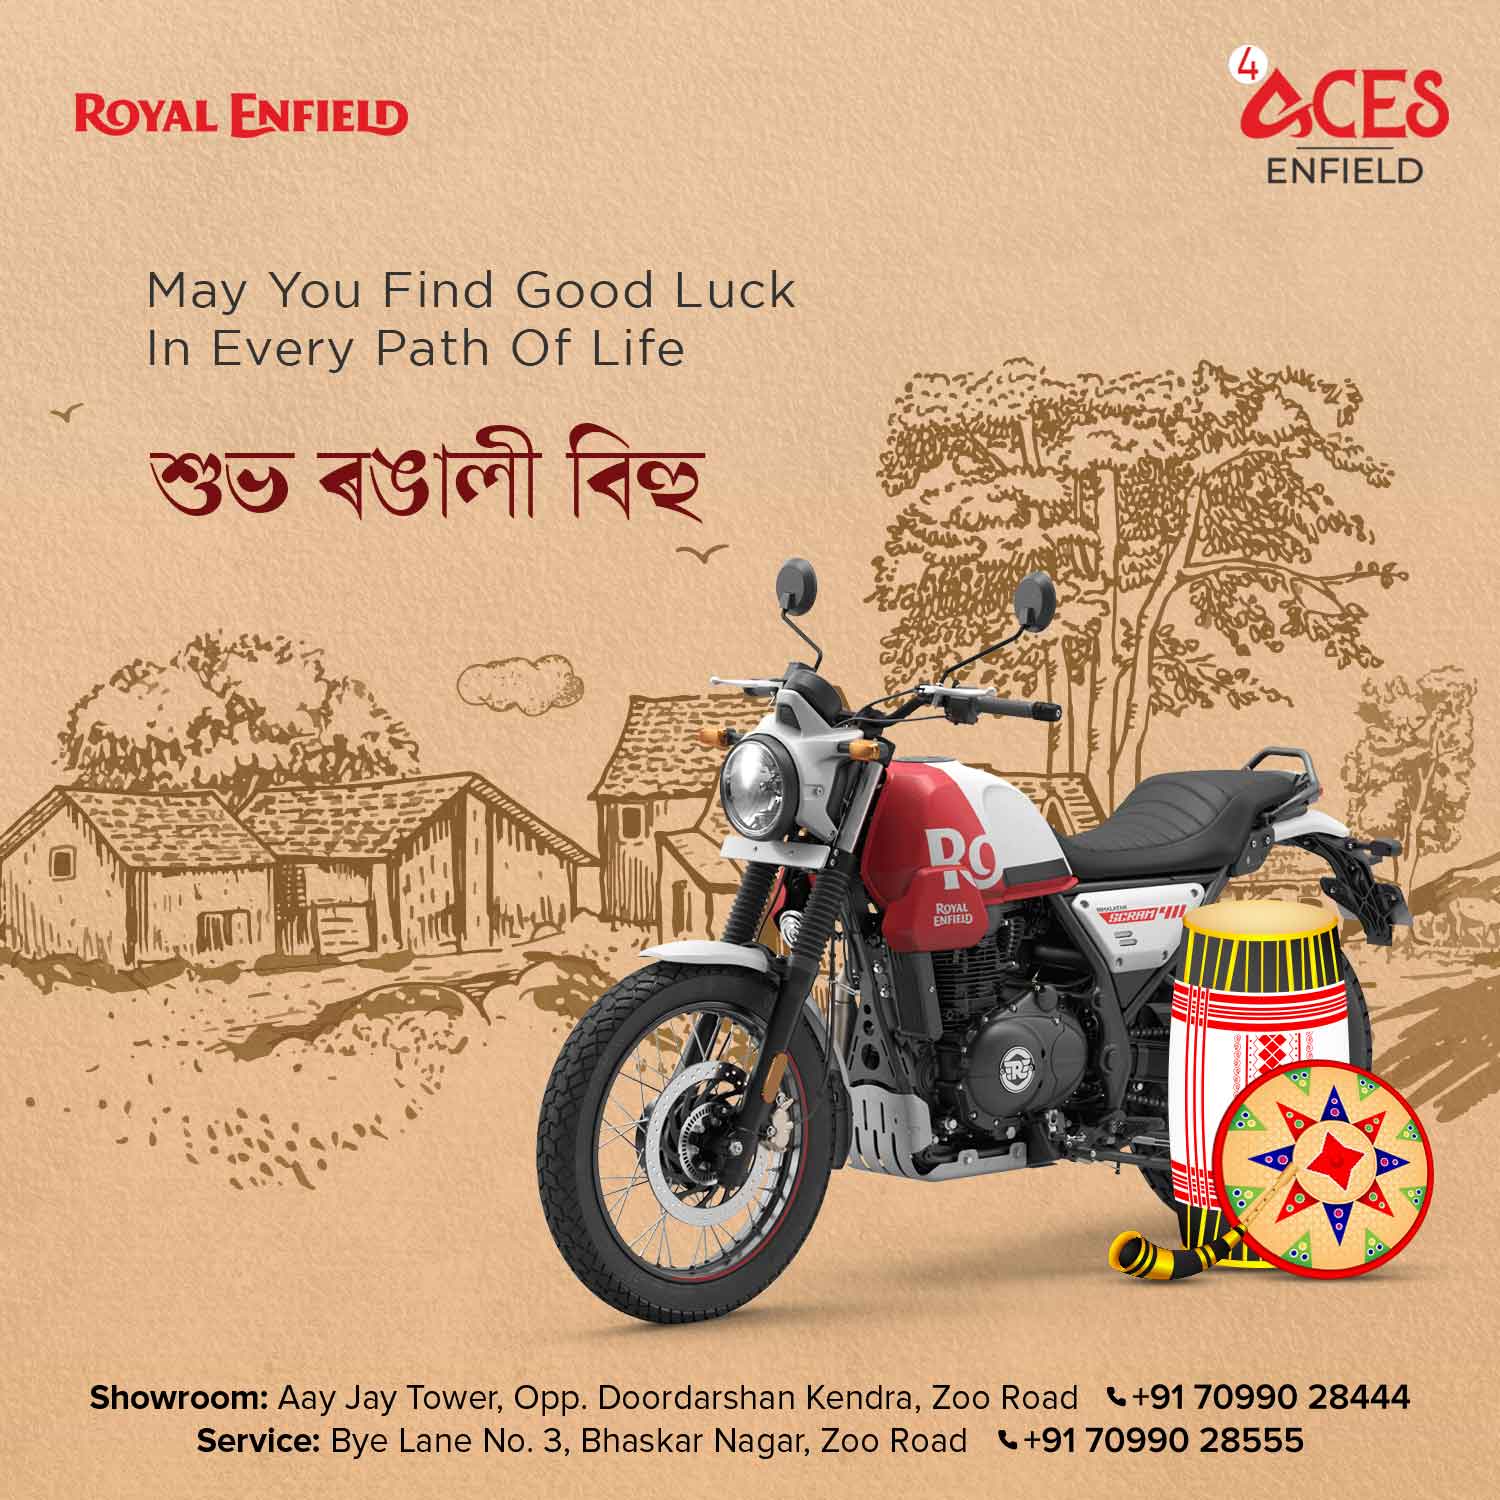 ROYAL ENFIELD
4 ACES
ENFIELD
May You Find Good Luck
In Every Path Of Life
শুভ ৰঙালী বিহু
R9
ROYAL
ENFIELD
HIMALAYAN
SCRAM 411
Showroom: Aay Jay Tower, Opp. Doordarshan Kendra, Zoo Road +91 70990 28444
Service: Bye Lane No. 3, Bhaskar Nagar, Zoo Road +91 70990 28555